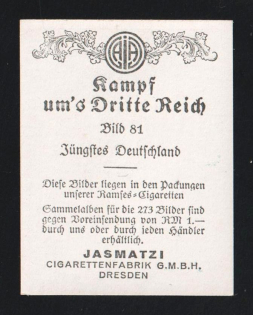 Kampf
um's Dritte Reich
Bild 81
Jüngstes Deutschland
Diese Bilder liegen in den Packungen
unserer Ramses-Cigaretten
Sammelalben für die 273 Bilder sind
gegen Voreinsendung von RM 1.—
durch uns oder durch jeden Händler
erhältlich.
JASMATZI
CIGARETTENFABRIK G.M.B.H.
DRESDEN